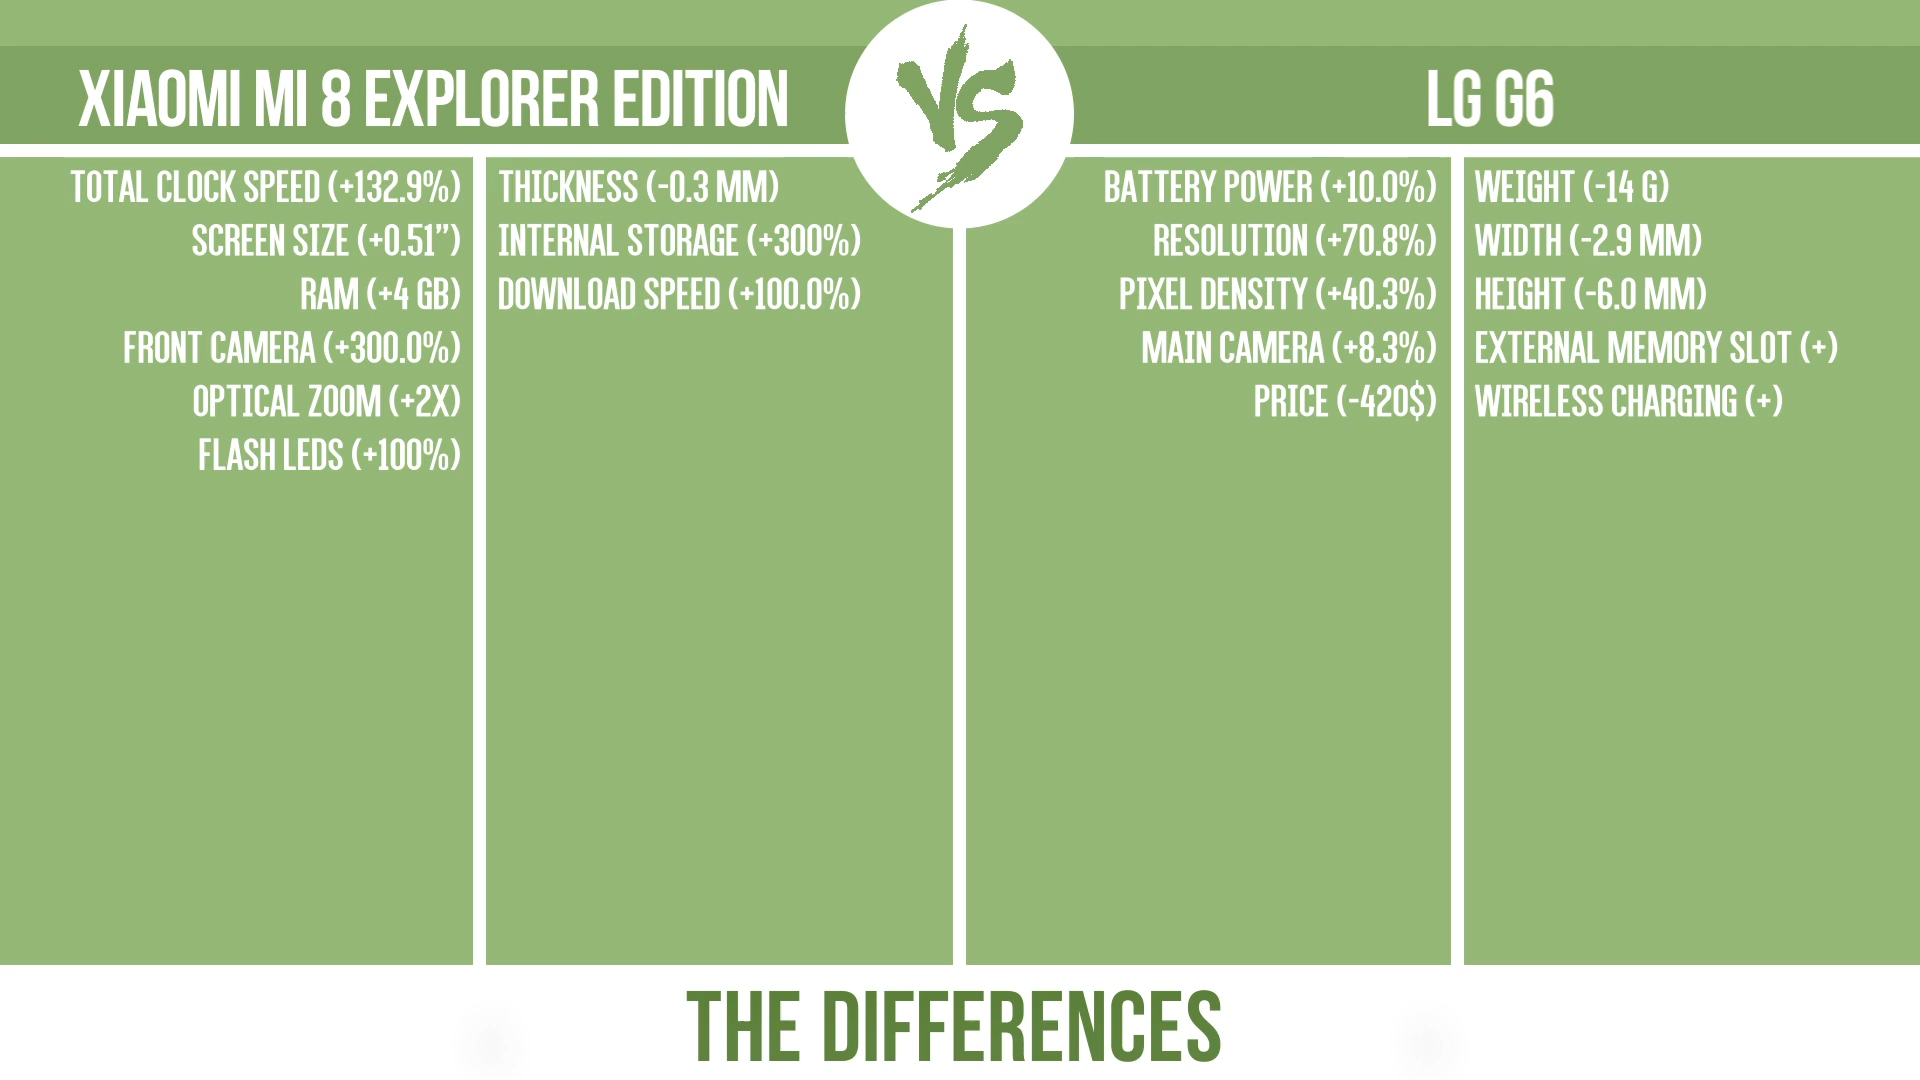 XIAOMI MI 8 EXPLORER EDITION
VS
LG G6
TOTAL CLOCK SPEED (+132.9%)
SCREEN SIZE (+0.51”)
RAM (+4 GB)
FRONT CAMERA (+300.0%)
OPTICAL ZOOM (+2X)
FLASH LEDS (+100%)
THICKNESS (-0.3 MM)
INTERNAL STORAGE (+300%)
DOWNLOAD SPEED (+100.0%)
BATTERY POWER (+10.0%)
RESOLUTION (+70.8%)
PIXEL DENSITY (+40.3%)
MAIN CAMERA (+8.3%)
PRICE (-420$)
WEIGHT (-14 G)
WIDTH (-2.9 MM)
HEIGHT (-6.0 MM)
EXTERNAL MEMORY SLOT (+)
WIRELESS CHARGING (+)
THE DIFFERENCES